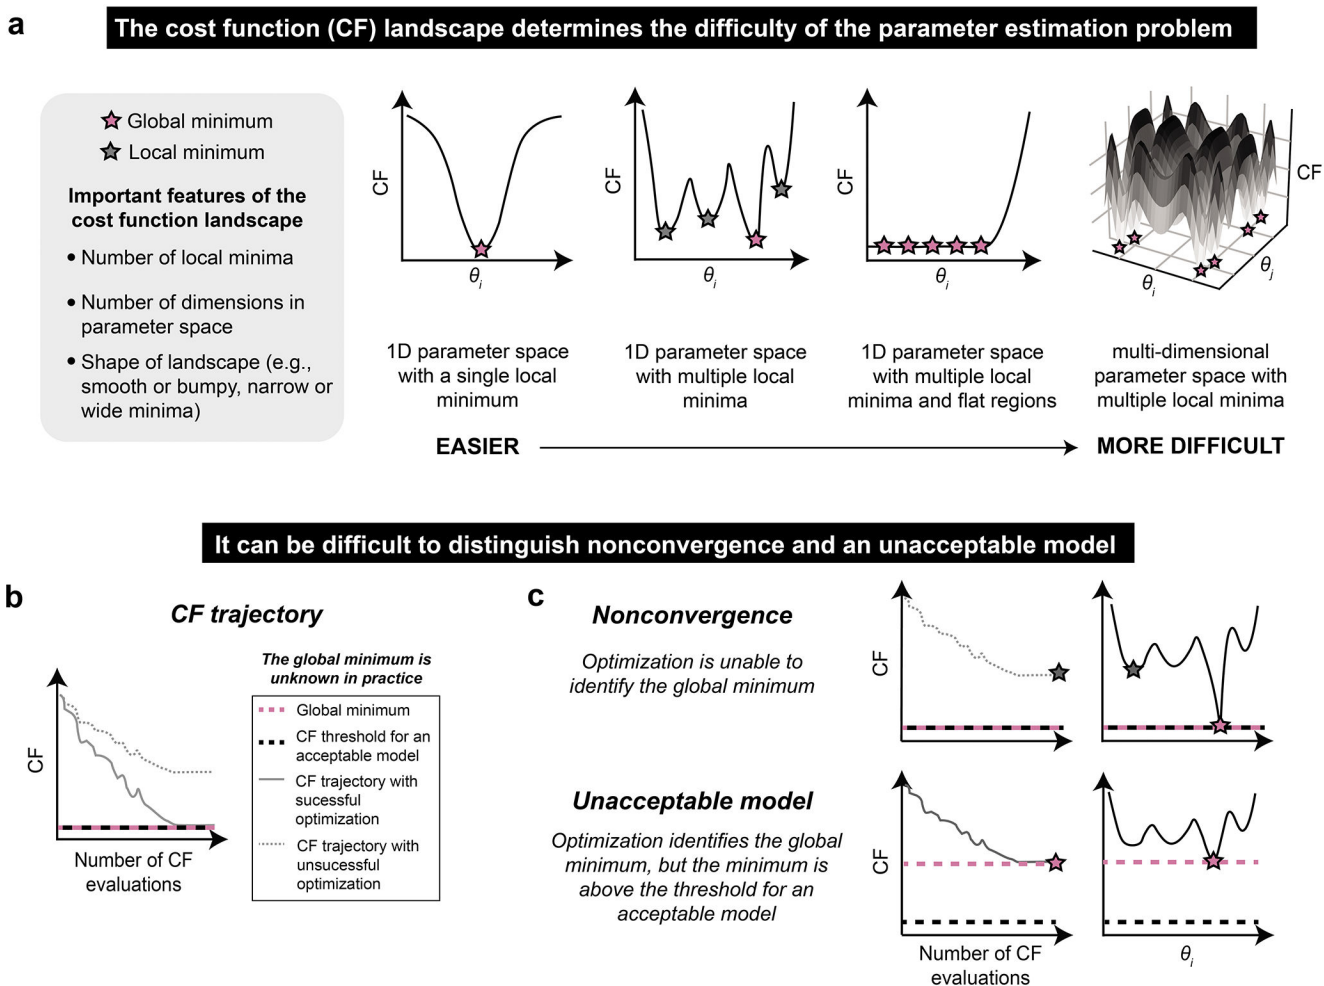 a
The cost function (CF) landscape determines the difficulty of the parameter estimation problem
Global minimum
Local minimum
Important features of the
cost function landscape
• Number of local minima
• Number of dimensions in
parameter space
• Shape of landscape (e.g.,
smooth or bumpy, narrow or
wide minima)
CF
θi
1D parameter space
with a single local
minimum
CF
θi
1D parameter space
with multiple local
minima
CF
θi
1D parameter space
with multiple local
minima and flat regions
CF
θi
θj
multi-dimensional
parameter space with
multiple local minima
EASIER
MORE DIFFICULT
It can be difficult to distinguish nonconvergence and an unacceptable model
b
CF trajectory
CF
Number of CF
evaluations
The global minimum is
unknown in practice
Global minimum
CF threshold for an
acceptable model
CF trajectory with
sucessful
optimization
CF trajectory with
unsucessful
optimization
c
Nonconvergence
Optimization is unable to
identify the global minimum
CF
Unacceptable model
Optimization identifies the global
minimum, but the minimum is
above the threshold for an
acceptable model
CF
Number of CF
evaluations
θi